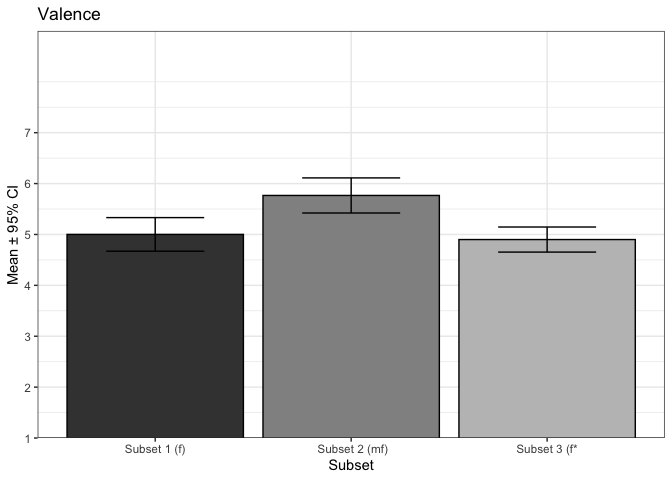 Valence
Mean ± 95% CI
7
6
5
4
3
2
1
Subset 1 (f)
Subset 2 (mf)
Subset 3 (f*
Subset